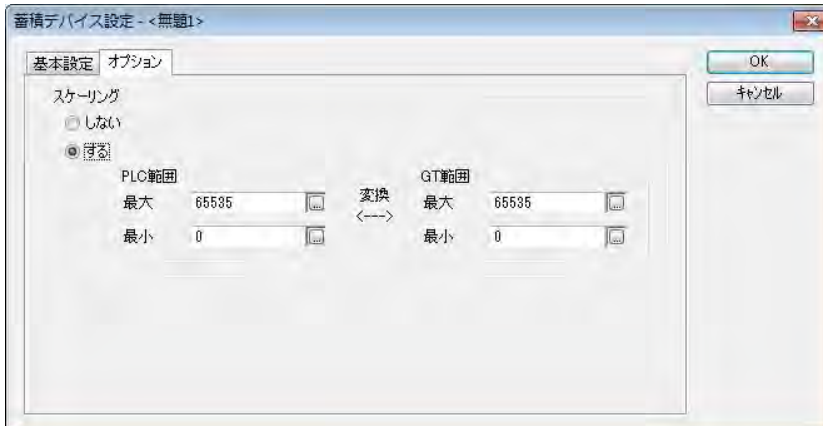 蓄積デバイス設定 - <無題1>
基本設定 オプション
OK
キャンセル
スケーリング
しない
する
PLC範囲 GT範囲
最大 65535 ... 変換 最大 65535 ...
<--->
最小 0 ... 最小 0 ...